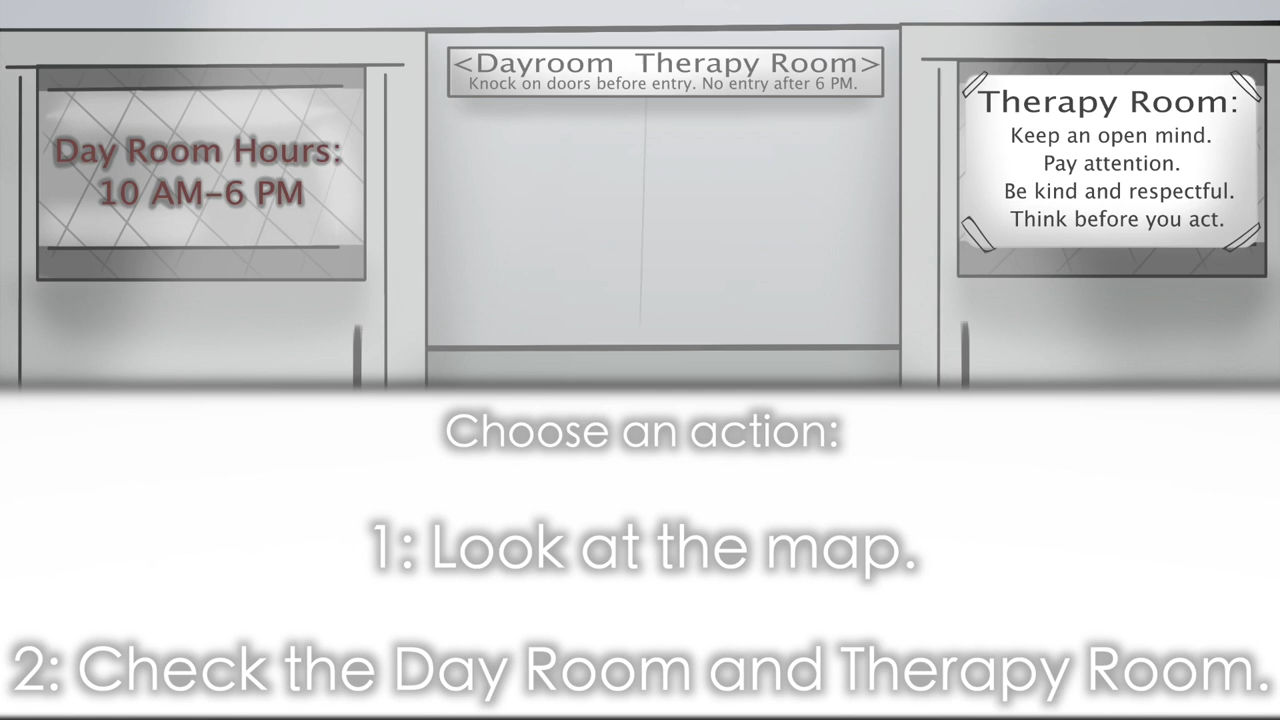 <Dayroom Therapy Room>
Knock on doors before entry. No entry after 6 PM.
Day Room Hours:
10 AM-6 PM
Therapy Room:
Keep an open mind.
Pay attention.
Be kind and respectful.
Think before you act.
Choose an action:
1: Look at the map.
2: Check the Day Room and Therapy Room.